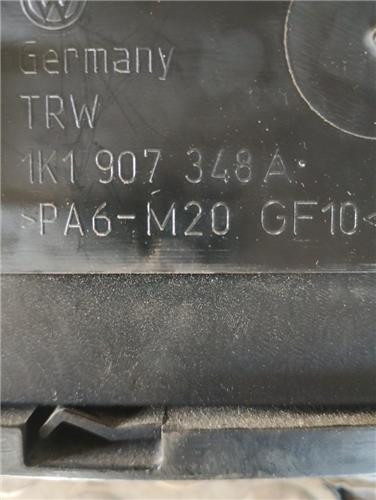 Germany
TRW
1K1 907 348 A
>PA6-M20 GF10<